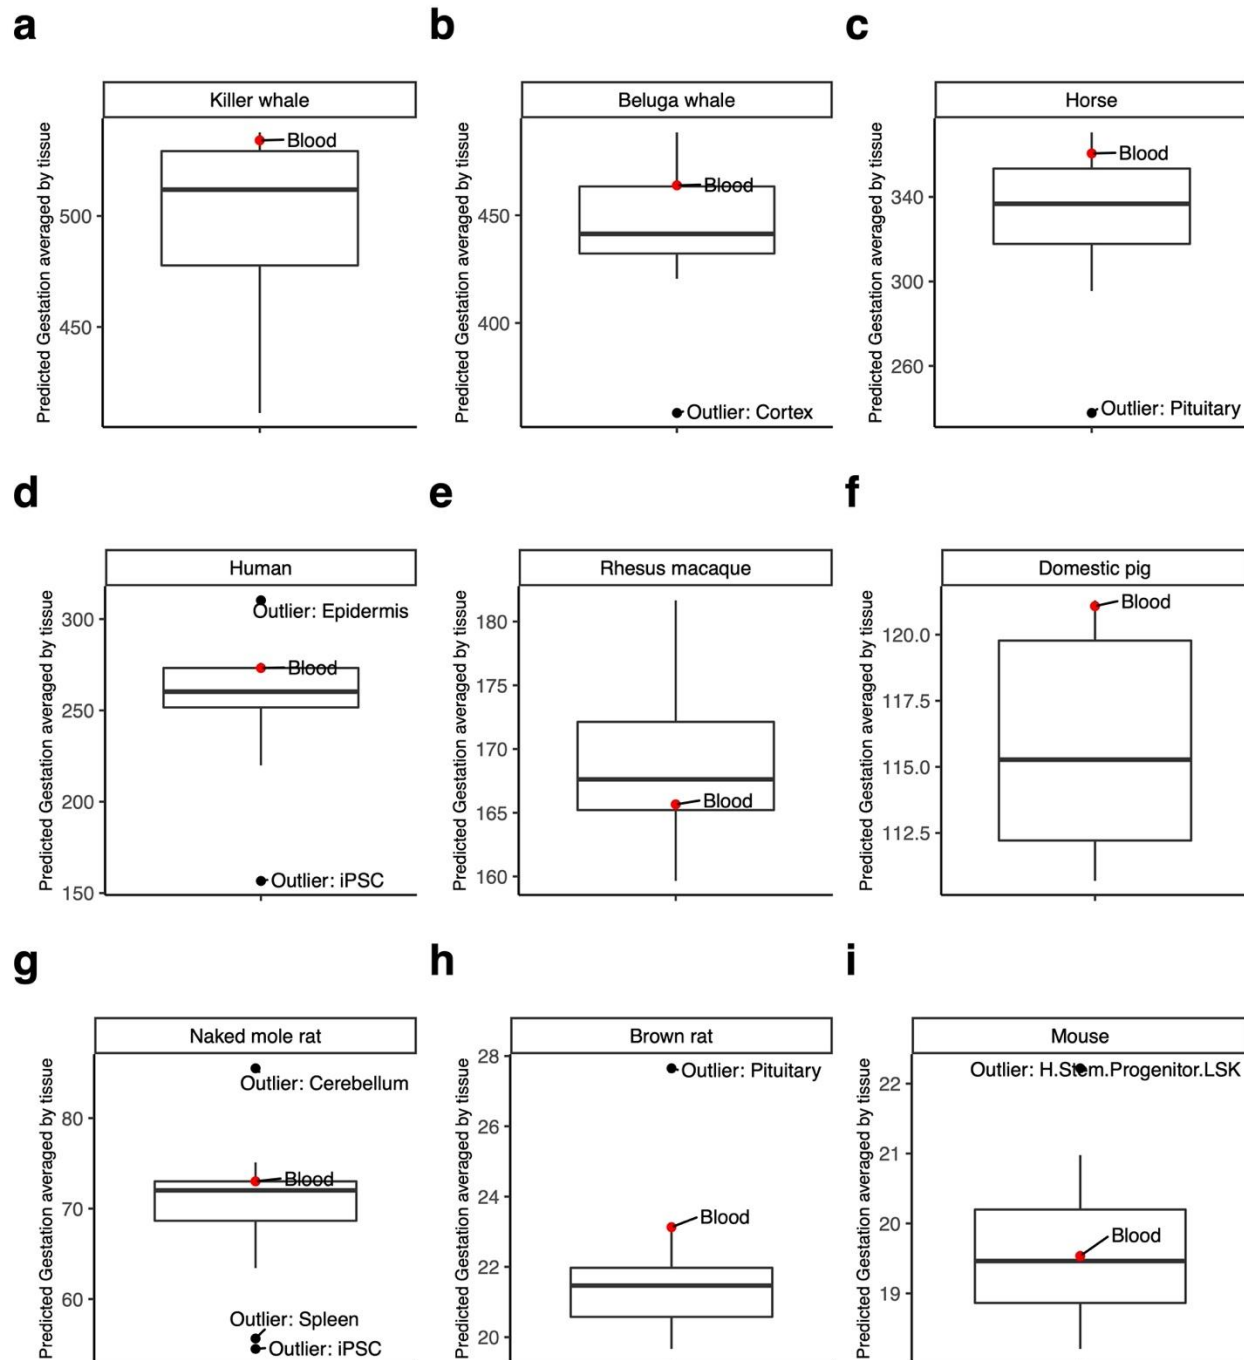 a
Killer whale
Predicted Gestation averaged by tissue
500
450
Blood
b
Beluga whale
Predicted Gestation averaged by tissue
450
400
Blood
Outlier: Cortex
c
Horse
Predicted Gestation averaged by tissue
340
300
260
Blood
Outlier: Pituitary
d
Human
Predicted Gestation averaged by tissue
300
250
200
150
Outlier: Epidermis
Blood
Outlier: iPSC
e
Rhesus macaque
Predicted Gestation averaged by tissue
180
175
170
165
160
Blood
f
Domestic pig
Predicted Gestation averaged by tissue
120.0
117.5
115.0
112.5
Blood
g
Naked mole rat
Predicted Gestation averaged by tissue
80
70
60
Outlier: Cerebellum
Blood
Outlier: Spleen
Outlier: iPSC
h
Brown rat
Predicted Gestation averaged by tissue
28
26
24
22
20
Outlier: Pituitary
Blood
i
Mouse
Predicted Gestation averaged by tissue
22
21
20
19
Outlier: H.Stem.Progenitor.LSK
Blood